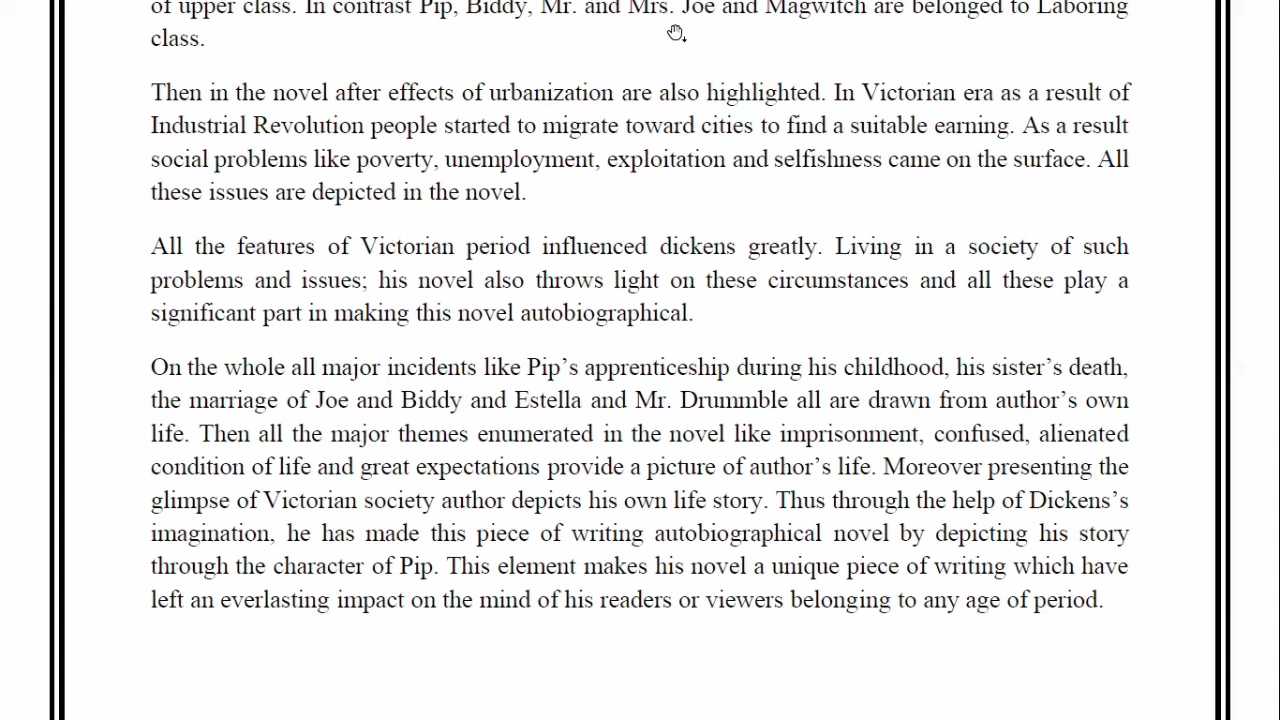 of upper class. In contrast Pip, Biddy, Mr. and Mrs. Joe and Magwitch are belonged to Laboring
class.
Then in the novel after effects of urbanization are also highlighted. In Victorian era as a result of
Industrial Revolution people started to migrate toward cities to find a suitable earning. As a result
social problems like poverty, unemployment, exploitation and selfishness came on the surface. All
these issues are depicted in the novel.
All the features of Victorian period influenced dickens greatly. Living in a society of such
problems and issues; his novel also throws light on these circumstances and all these play a
significant part in making this novel autobiographical.
On the whole all major incidents like Pip’s apprenticeship during his childhood, his sister’s death,
the marriage of Joe and Biddy and Estella and Mr. Drummble all are drawn from author’s own
life. Then all the major themes enumerated in the novel like imprisonment, confused, alienated
condition of life and great expectations provide a picture of author’s life. Moreover presenting the
glimpse of Victorian society author depicts his own life story. Thus through the help of Dickens’s
imagination, he has made this piece of writing autobiographical novel by depicting his story
through the character of Pip. This element makes his novel a unique piece of writing which have
left an everlasting impact on the mind of his readers or viewers belonging to any age of period.